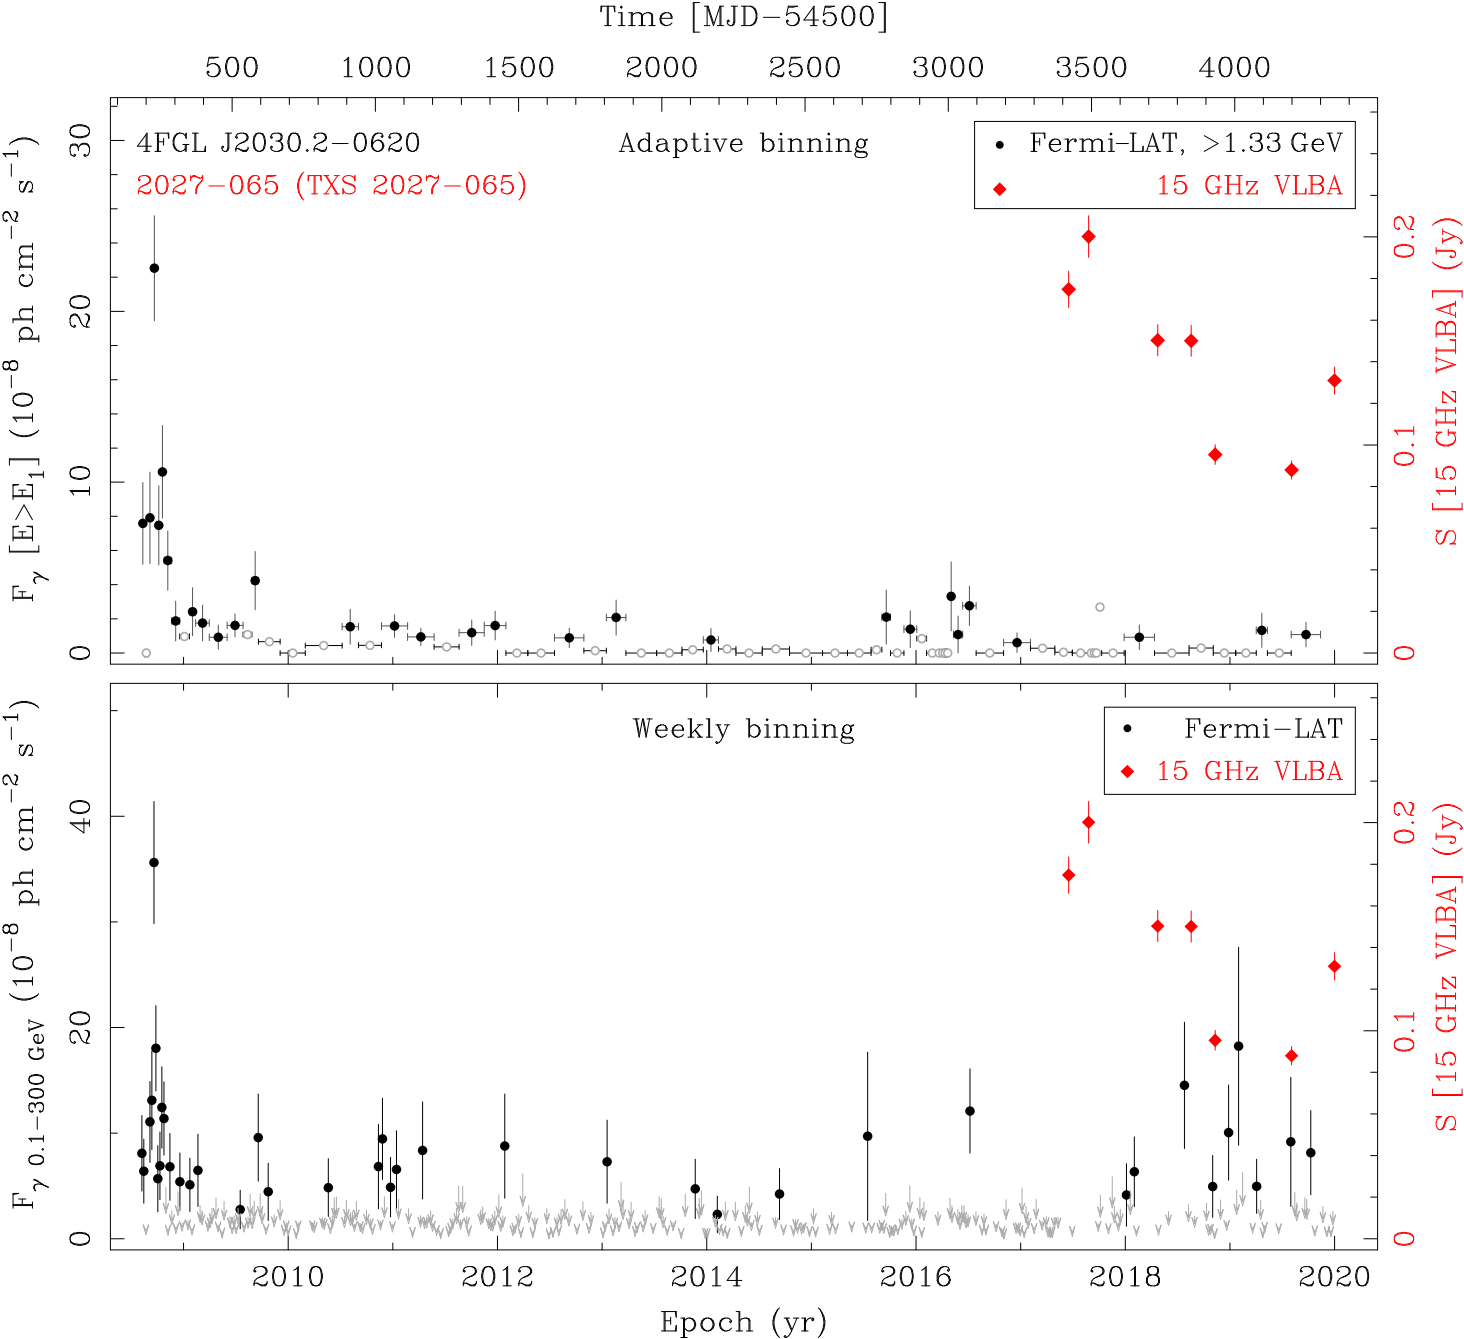 Time [MJD−54500]
500 1000 1500 2000 2500 3000 3500 4000
4FGL J2030.2−0620
2027−065 (TXS 2027−065)
Adaptive binning
Fermi−LAT, >1.33 GeV
15 GHz VLBA
F_γ [E>E_1] (10^−8 ph cm^−2 s^−1)
30
20
10
0
S [15 GHz VLBA] (Jy)
0.2
0.1
0
Weekly binning
Fermi−LAT
15 GHz VLBA
F_γ 0.1−300 GeV (10^−8 ph cm^−2 s^−1)
40
20
0
S [15 GHz VLBA] (Jy)
0.2
0.1
0
2010 2012 2014 2016 2018 2020
Epoch (yr)